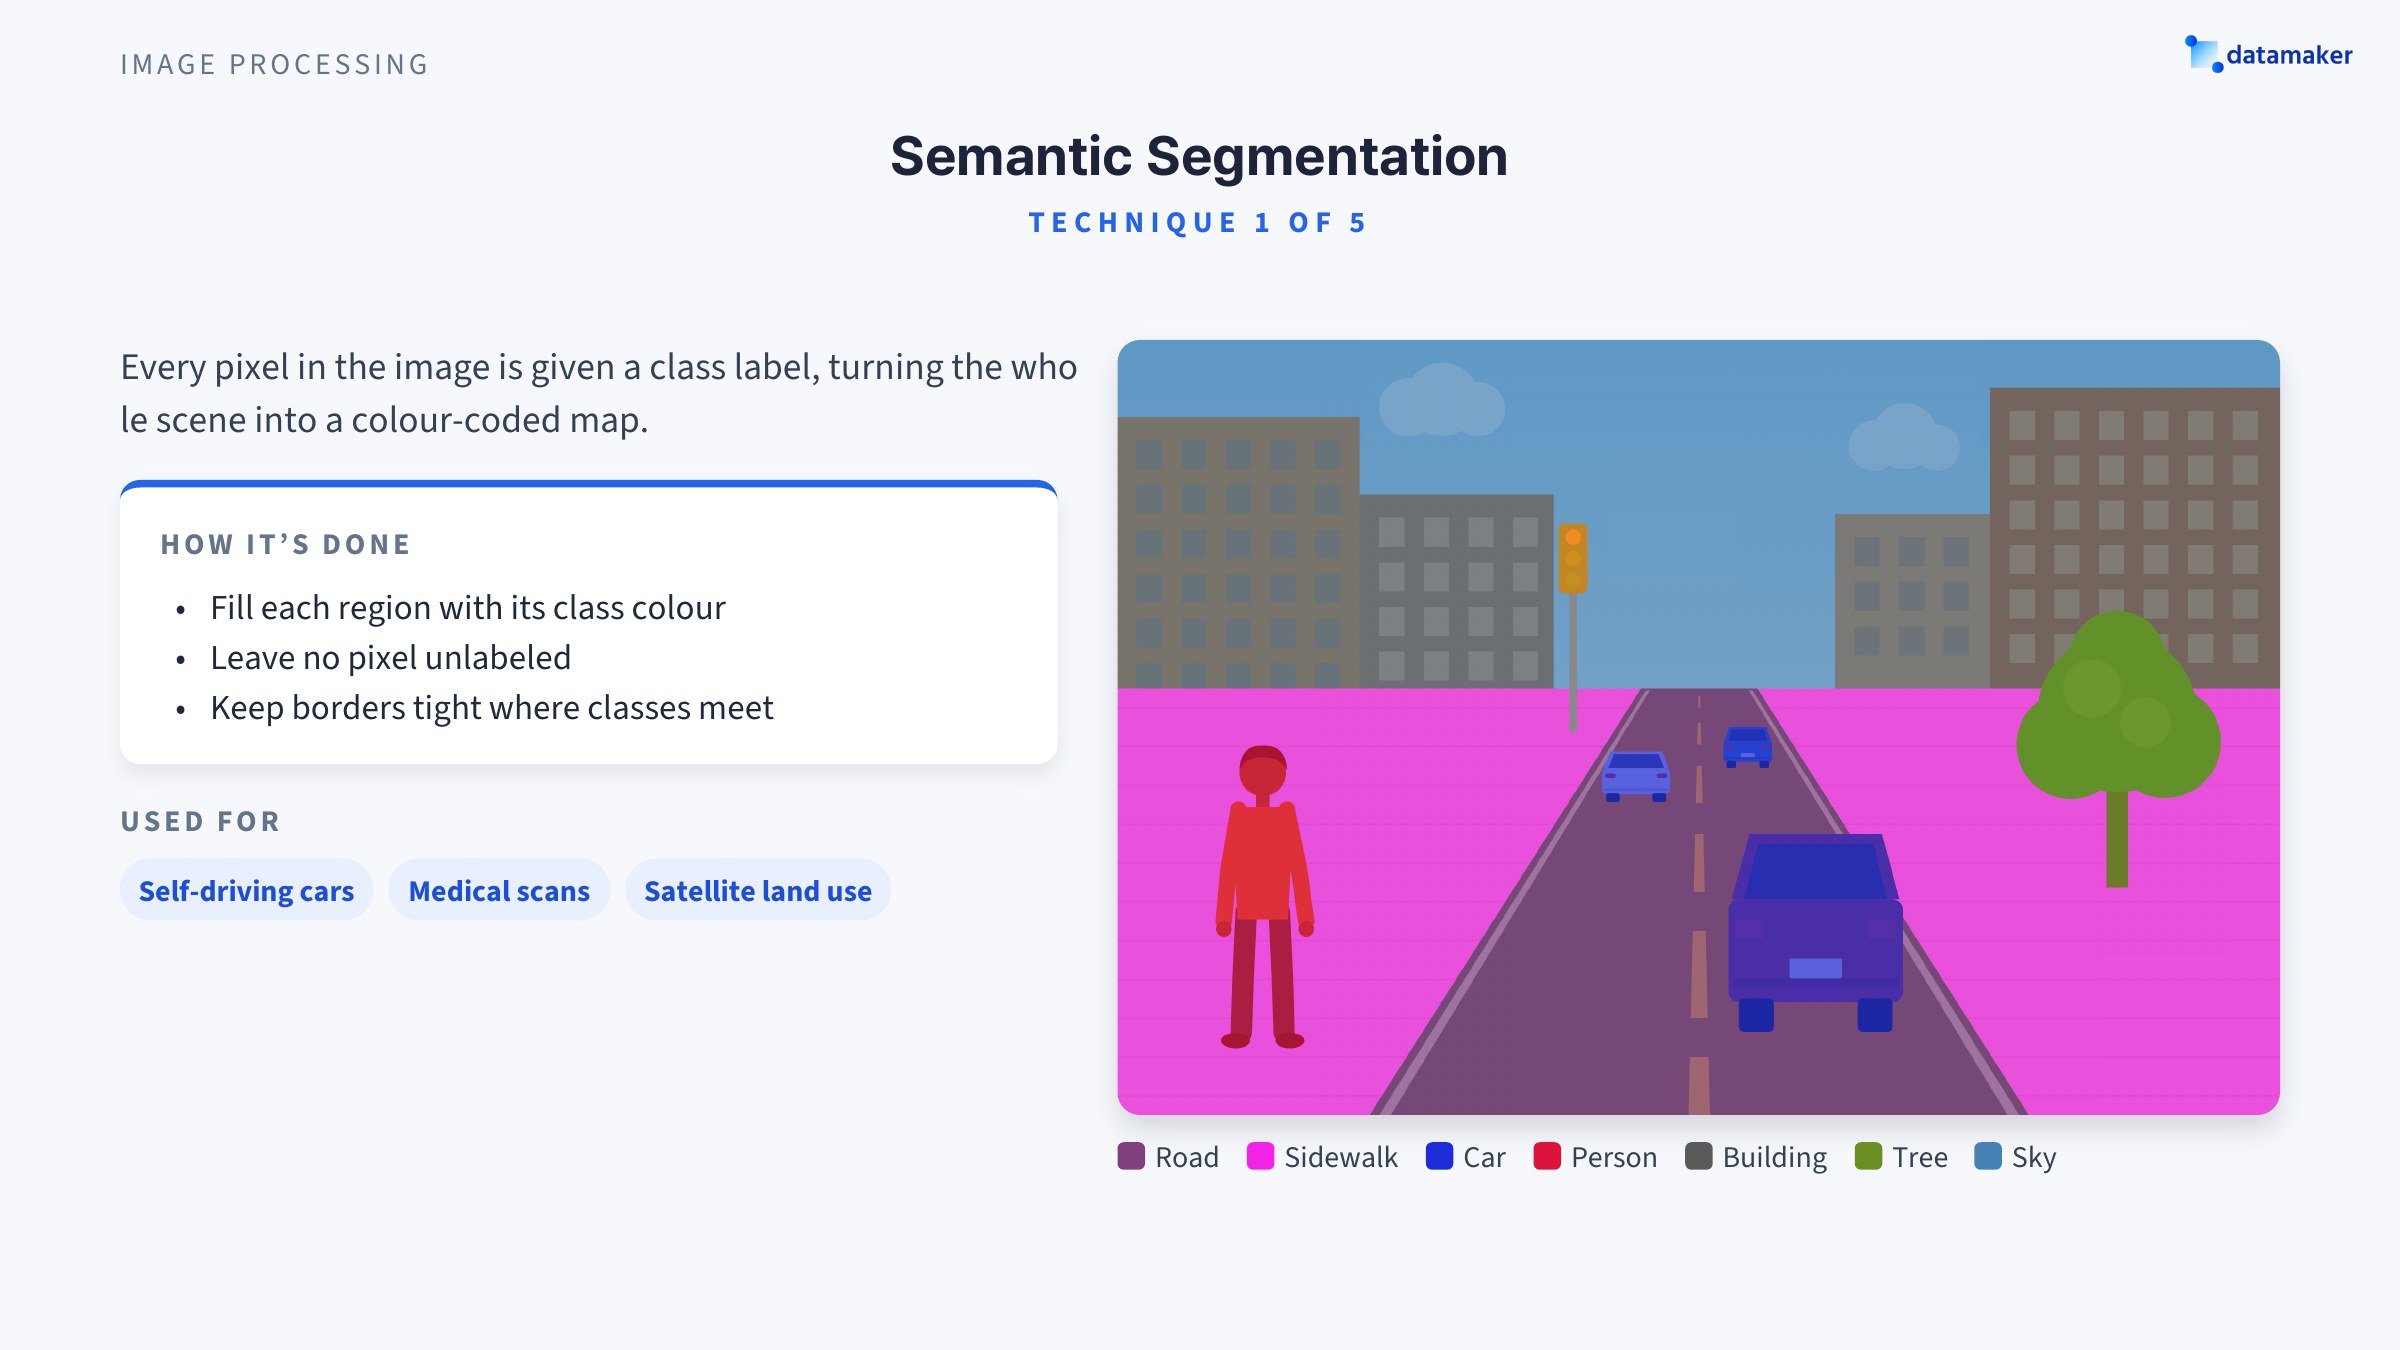 IMAGE PROCESSING
datamaker
Semantic Segmentation
TECHNIQUE 1 OF 5
Every pixel in the image is given a class label, turning the who
le scene into a colour-coded map.
HOW IT’S DONE
• Fill each region with its class colour
• Leave no pixel unlabeled
• Keep borders tight where classes meet
USED FOR
Self-driving cars Medical scans Satellite land use
Road Sidewalk Car Person Building Tree Sky